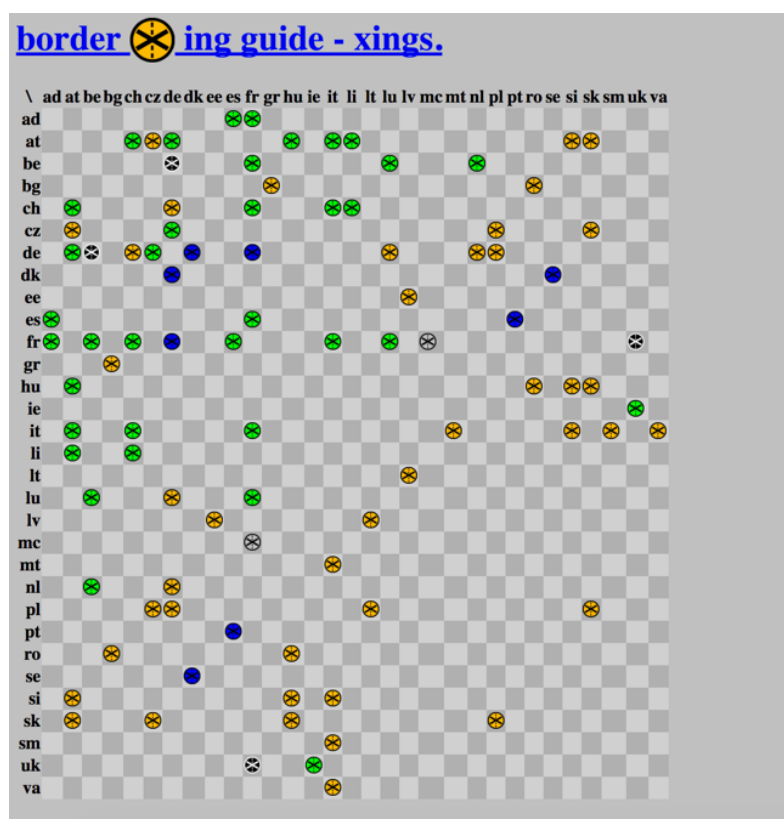 border ing guide - xings.
\ ad at be bg ch cz de dk ee es fr gr hu ie it li lt lu lv mc mt nl pl pt ro se si sk sm uk va
ad
at
be
bg
ch
cz
de
dk
ee
es
fr
gr
hu
ie
it
li
lt
lu
lv
mc
mt
nl
pl
pt
ro
se
si
sk
sm
uk
va